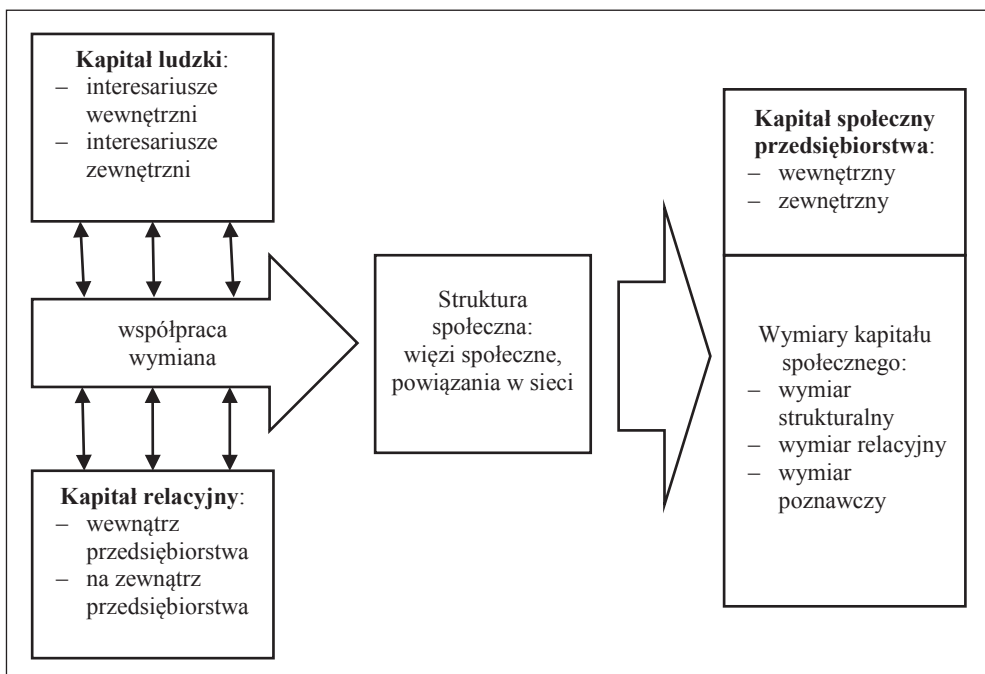 Kapitał ludzki:
– interesariusze
wewnętrzni
– interesariusze
zewnętrzni
współpraca
wymiana
Kapitał relacyjny:
– wewnątrz
przedsiębiorstwa
– na zewnątrz
przedsiębiorstwa
Struktura
społeczna:
więzi społeczne,
powiązania w sieci
Kapitał społeczny
przedsiębiorstwa:
– wewnętrzny
– zewnętrzny
Wymiary kapitału
społecznego:
– wymiar
strukturalny
– wymiar relacyjny
– wymiar
poznawczy